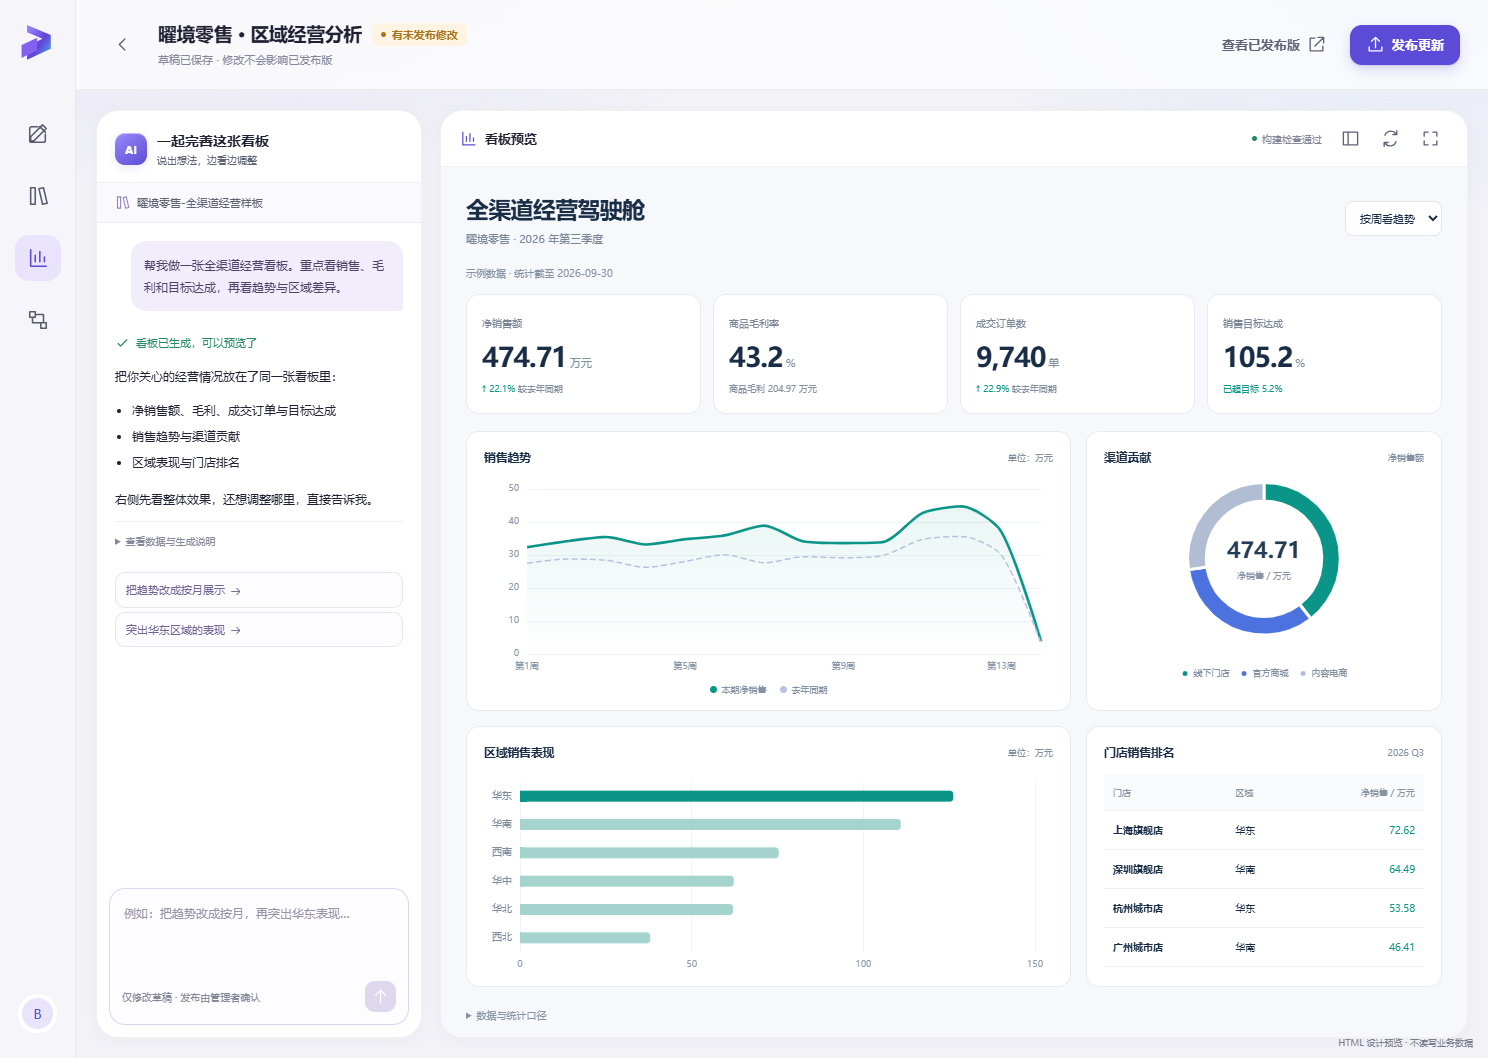 曜境零售·区域经营分析
有未发布修改
草稿已保存 · 修改不会影响已发布版
查看已发布版
发布更新
AI
一起完善这张看板
说出想法，边看边调整
曜境零售-全渠道经营样板
帮我做一张全渠道经营看板。重点看销售、毛
利和目标达成，再看趋势与区域差异。
看板已生成，可以预览了
把你关心的经营情况放在了同一张看板里：
净销售额、毛利、成交订单与目标达成
销售趋势与渠道贡献
区域表现与门店排名
右侧先看整体效果，还想调整哪里，直接告诉我。
查看数据与生成说明
把趋势改成按月展示 →
突出华东区域的表现 →
例如：把趋势改成按月，再突出华东表现...
仅修改草稿 · 发布由管理者确认
B
看板预览
构建检查通过
全渠道经营驾驶舱
曜境零售 · 2026 年第三季度
按周看趋势
示例数据 · 统计截至 2026-09-30
净销售额
474.71 万元
↑ 22.1% 较去年同期
商品毛利率
43.2 %
商品毛利 204.97 万元
成交订单数
9,740 单
↑ 22.9% 较去年同期
销售目标达成
105.2 %
已超目标 5.2%
销售趋势
单位：万元
50
40
30
20
10
0
第1周
第5周
第9周
第13周
本期净销售
去年同期
渠道贡献
净销售额
474.71
净销售 / 万元
线下门店
官方商城
内容电商
区域销售表现
单位：万元
华东
华南
西南
华中
华北
西北
0
50
100
150
门店销售排名
2026 Q3
门店 区域 净销售 / 万元
上海旗舰店 华东 72.62
深圳旗舰店 华南 64.49
杭州城市店 华东 53.58
广州城市店 华南 46.41
数据与统计口径
HTML 设计预览 · 不读写业务数据